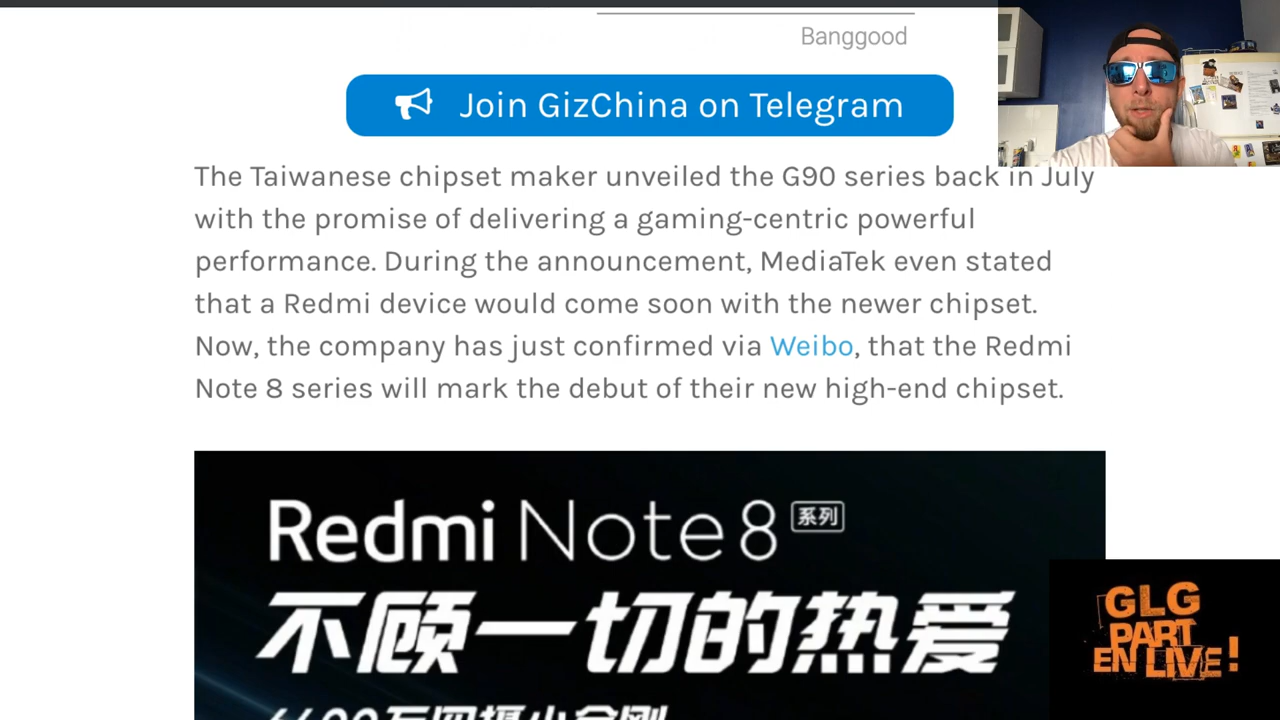 Banggood
Join GizChina on Telegram
The Taiwanese chipset maker unveiled the G90 series back in July
with the promise of delivering a gaming-centric powerful
performance. During the announcement, MediaTek even stated
that a Redmi device would come soon with the newer chipset.
Now, the company has just confirmed via Weibo, that the Redmi
Note 8 series will mark the debut of their new high-end chipset.
Redmi Note 8 系列
不顾一切的热爱
GLG
PART
EN LIVE!